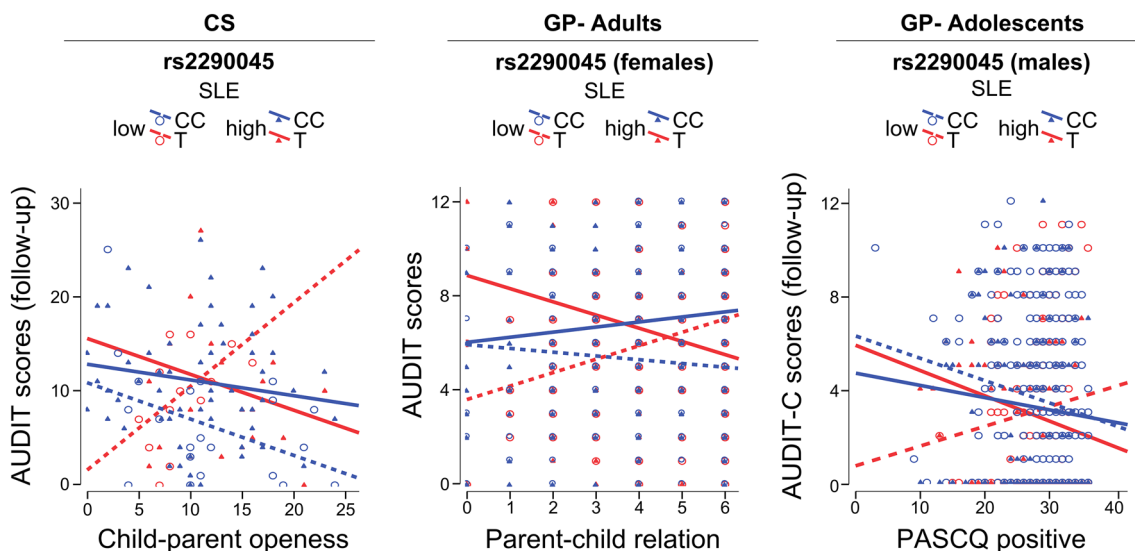 CS
rs2290045
SLE
low CC T high CC T
AUDIT scores (follow-up)
30
20
10
0
0 5 10 15 20 25
Child-parent openess
GP- Adults
rs2290045 (females)
SLE
low CC T high CC T
AUDIT scores
12
8
4
0
0 1 2 3 4 5 6
Parent-child relation
GP- Adolescents
rs2290045 (males)
SLE
low CC T high CC T
AUDIT-C scores (follow-up)
12
8
4
0
0 10 20 30 40
PASCQ positive